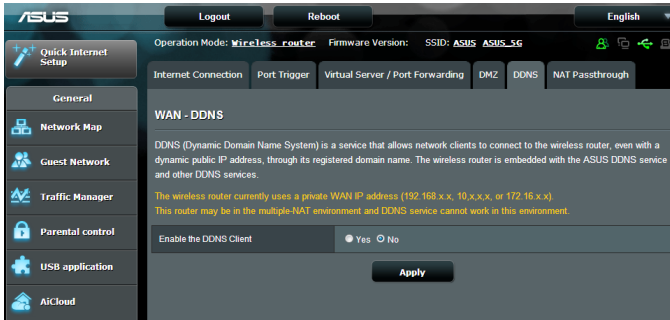 ASUS
Logout
Reboot
English
Quick Internet
Setup
Operation Mode: Wireless router Firmware Version: SSID: ASUS ASUS_5G
Internet Connection
Port Trigger
Virtual Server / Port Forwarding
DMZ
DDNS
NAT Passthrough
General
Network Map
Guest Network
Traffic Manager
Parental control
USB application
AiCloud
WAN - DDNS
DDNS (Dynamic Domain Name System) is a service that allows network clients to connect to the wireless router, even with a
dynamic public IP address, through its registered domain name. The wireless router is embedded with the ASUS DDNS service
and other DDNS services.
The wireless router currently uses a private WAN IP address (192.168.x.x, 10,x,x,x, or 172.16.x.x).
This router may be in the multiple-NAT environment and DDNS service cannot work in this environment.
Enable the DDNS Client
Yes No
Apply